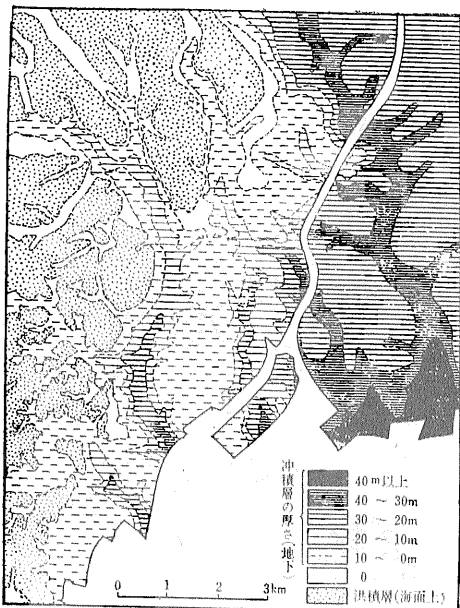 沖積層の厚さ(地下)
40m以上
40 ~ 30m
30 ~ 20m
20 ~ 10m
10 ~ 0m
0
洪積層(海面上)
0 1 2 3km